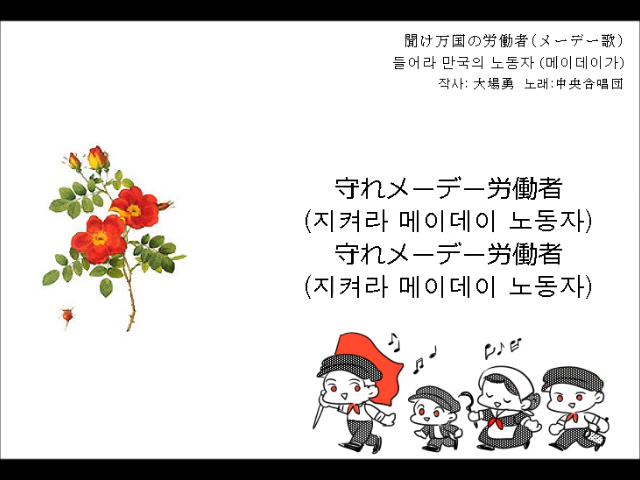 聞け万国の労働者(メーデー歌)
들어라 만국의 노동자 (메이데이가)
작사: 大場勇 노래:中央合唱団
守れメーデー労働者
(지켜라 메이데이 노동자)
守れメーデー労働者
(지켜라 메이데이 노동자)